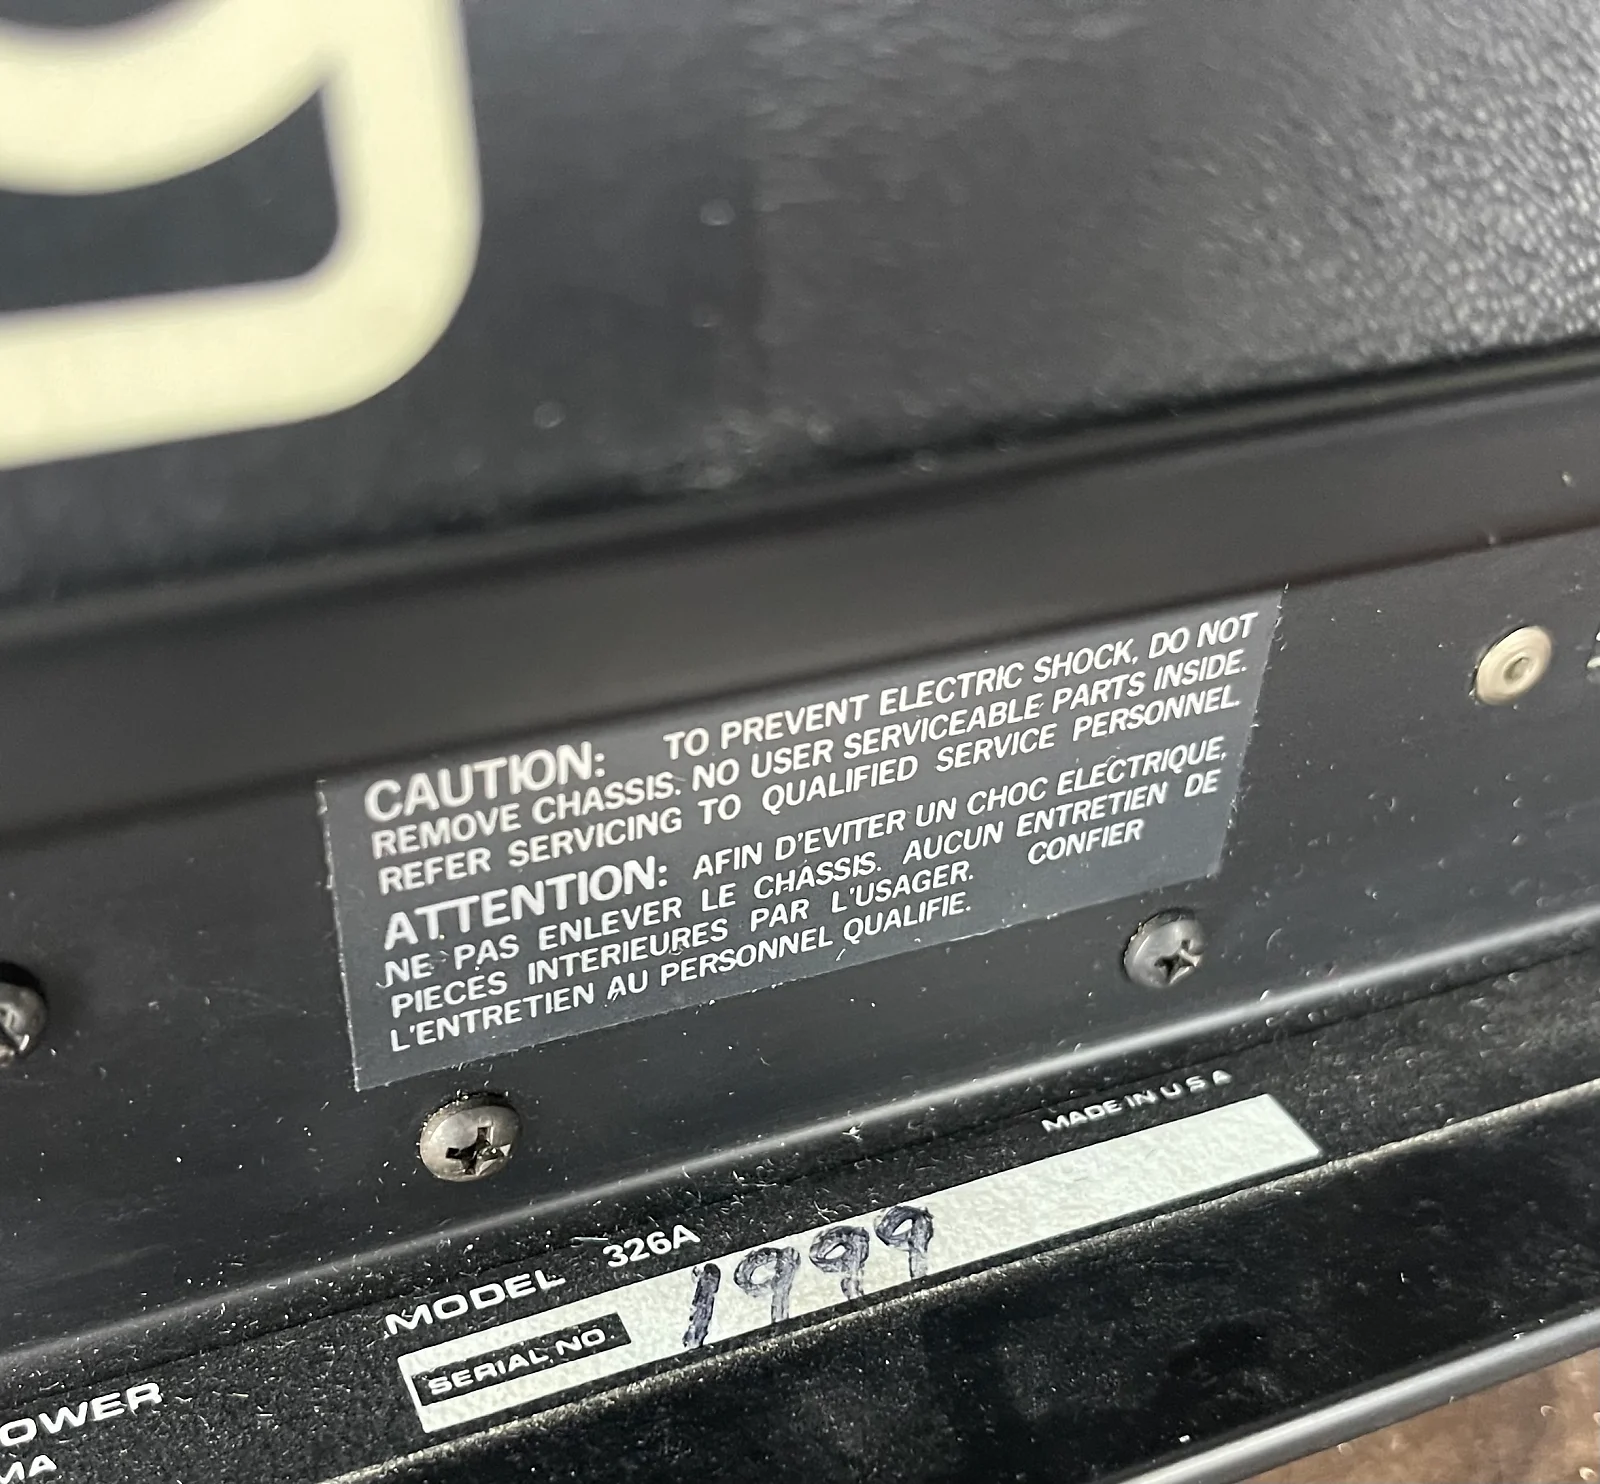 CAUTION: TO PREVENT ELECTRIC SHOCK, DO NOT
REMOVE CHASSIS. NO USER SERVICEABLE PARTS INSIDE.
REFER SERVICING TO QUALIFIED SERVICE PERSONNEL.
ATTENTION: AFIN D'EVITER UN CHOC ELECTRIQUE,
NE PAS ENLEVER LE CHASSIS. AUCUN ENTRETIEN DE
PIECES INTERIEURES PAR L'USAGER. CONFIER
L'ENTRETIEN AU PERSONNEL QUALIFIE.
MADE IN U S A
MODEL 326A
SERIAL NO. 1999
OWER
MA